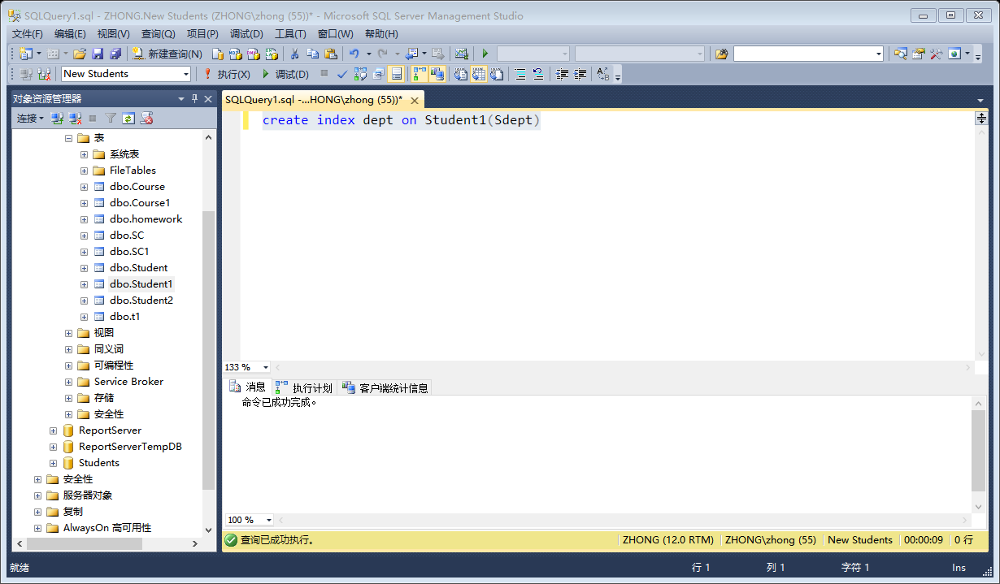 SQLQuery1.sql - ZHONG.New Students (ZHONG\zhong (55))* - Microsoft SQL Server Management Studio
文件(F) 编辑(E) 视图(V) 查询(Q) 项目(P) 调试(D) 工具(T) 窗口(W) 帮助(H)
新建查询(N)
New Students 执行(X) 调试(D)
对象资源管理器
连接
表
系统表
FileTables
dbo.Course
dbo.Course1
dbo.homework
dbo.SC
dbo.SC1
dbo.Student
dbo.Student1
dbo.Student2
dbo.t1
视图
同义词
可编程性
Service Broker
存储
安全性
ReportServer
ReportServerTempDB
Students
安全性
服务器对象
复制
AlwaysOn 高可用性
SQLQuery1.sql -...HONG\zhong (55))*
create index dept on Student1(Sdept)
133 %
消息 执行计划 客户端统计信息
命令已成功完成。
100 %
查询已成功执行。 ZHONG (12.0 RTM) ZHONG\zhong (55) New Students 00:00:09 0 行
就绪 行 1 列 1 字符 1 Ins